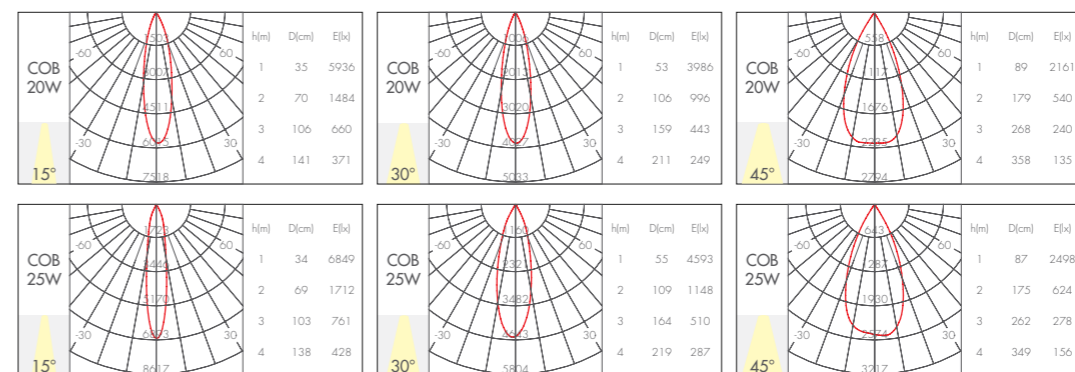 COB
20W
15°
1503
3007
4511
6015
7518
-60
60
-30
30
h(m) D(cm) E(lx)
1 35 5936
2 70 1484
3 106 660
4 141 371
COB
20W
30°
1006
2013
3020
4027
5033
-60
60
-30
30
h(m) D(cm) E(lx)
1 53 3986
2 106 996
3 159 443
4 211 249
COB
20W
45°
558
117
1676
2235
2794
-60
60
-30
30
h(m) D(cm) E(lx)
1 89 2161
2 179 540
3 268 240
4 358 135
COB
25W
15°
1723
3446
5170
6893
8617
-60
60
-30
30
h(m) D(cm) E(lx)
1 34 6849
2 69 1712
3 103 761
4 138 428
COB
25W
30°
1160
2321
3482
4643
5804
-60
60
-30
30
h(m) D(cm) E(lx)
1 55 4593
2 109 1148
3 164 510
4 219 287
COB
25W
45°
643
1287
1930
2574
3217
-60
60
-30
30
h(m) D(cm) E(lx)
1 87 2498
2 175 624
3 262 278
4 349 156